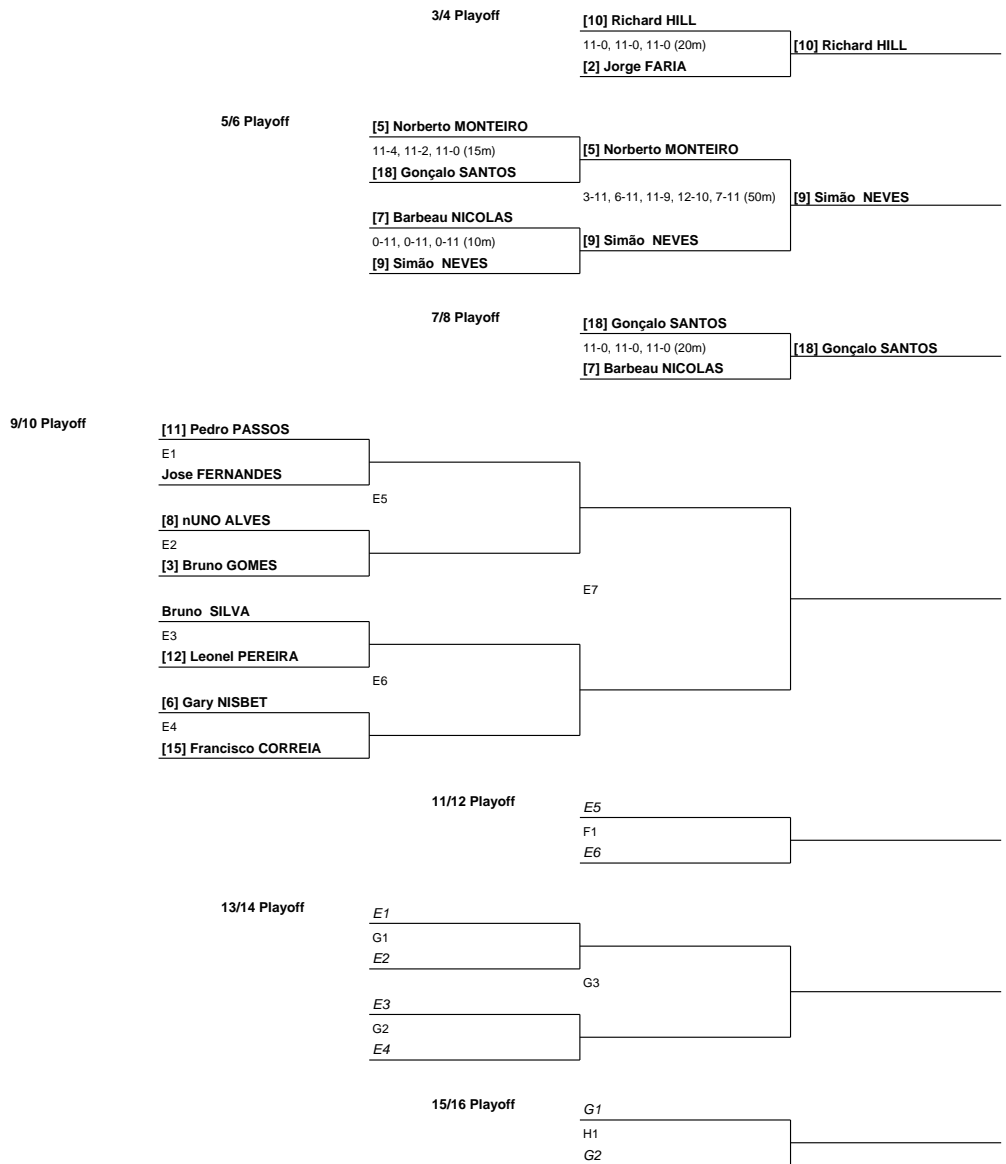 3/4 Playoff
[10] Richard HILL
11-0, 11-0, 11-0 (20m)
[10] Richard HILL
[2] Jorge FARIA
5/6 Playoff
[5] Norberto MONTEIRO
11-4, 11-2, 11-0 (15m)
[5] Norberto MONTEIRO
[18] Gonçalo SANTOS
3-11, 6-11, 11-9, 12-10, 7-11 (50m)
[9] Simão  NEVES
[7] Barbeau NICOLAS
0-11, 0-11, 0-11 (10m)
[9] Simão  NEVES
[9] Simão  NEVES
7/8 Playoff
[18] Gonçalo SANTOS
11-0, 11-0, 11-0 (20m)
[18] Gonçalo SANTOS
[7] Barbeau NICOLAS
9/10 Playoff
[11] Pedro PASSOS
E1
Jose FERNANDES
E5
[8] nUNO ALVES
E2
[3] Bruno GOMES
E7
Bruno  SILVA
E3
[12] Leonel PEREIRA
E6
[6] Gary NISBET
E4
[15] Francisco CORREIA
11/12 Playoff
E5
F1
E6
13/14 Playoff
E1
G1
E2
G3
E3
G2
E4
15/16 Playoff
G1
H1
G2